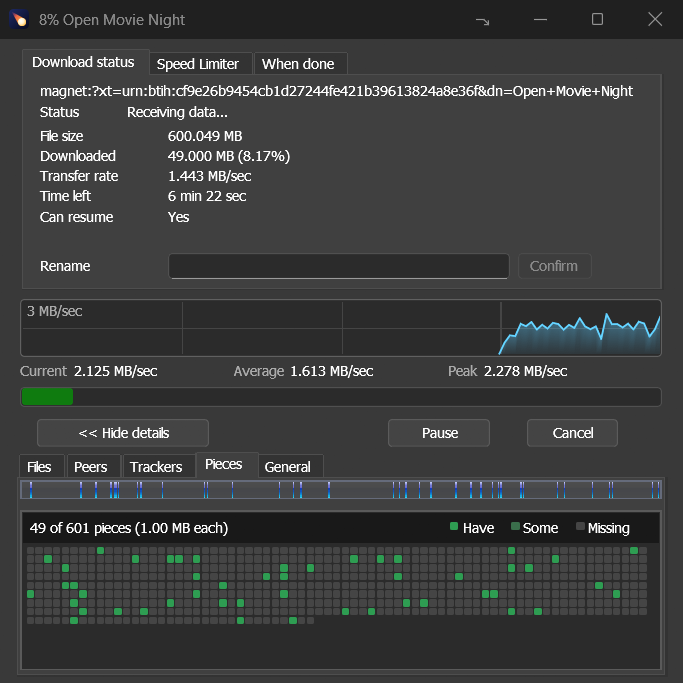 8% Open Movie Night
Download status Speed Limiter When done
magnet:?xt=urn:btih:cf9e26b9454cb1d27244fe421b39613824a8e36f&dn=Open+Movie+Night
Status Receiving data...
File size 600.049 MB
Downloaded 49.000 MB (8.17%)
Transfer rate 1.443 MB/sec
Time left 6 min 22 sec
Can resume Yes
Rename Confirm
3 MB/sec
Current 2.125 MB/sec Average 1.613 MB/sec Peak 2.278 MB/sec
<< Hide details Pause Cancel
Files Peers Trackers Pieces General
49 of 601 pieces (1.00 MB each) Have Some Missing